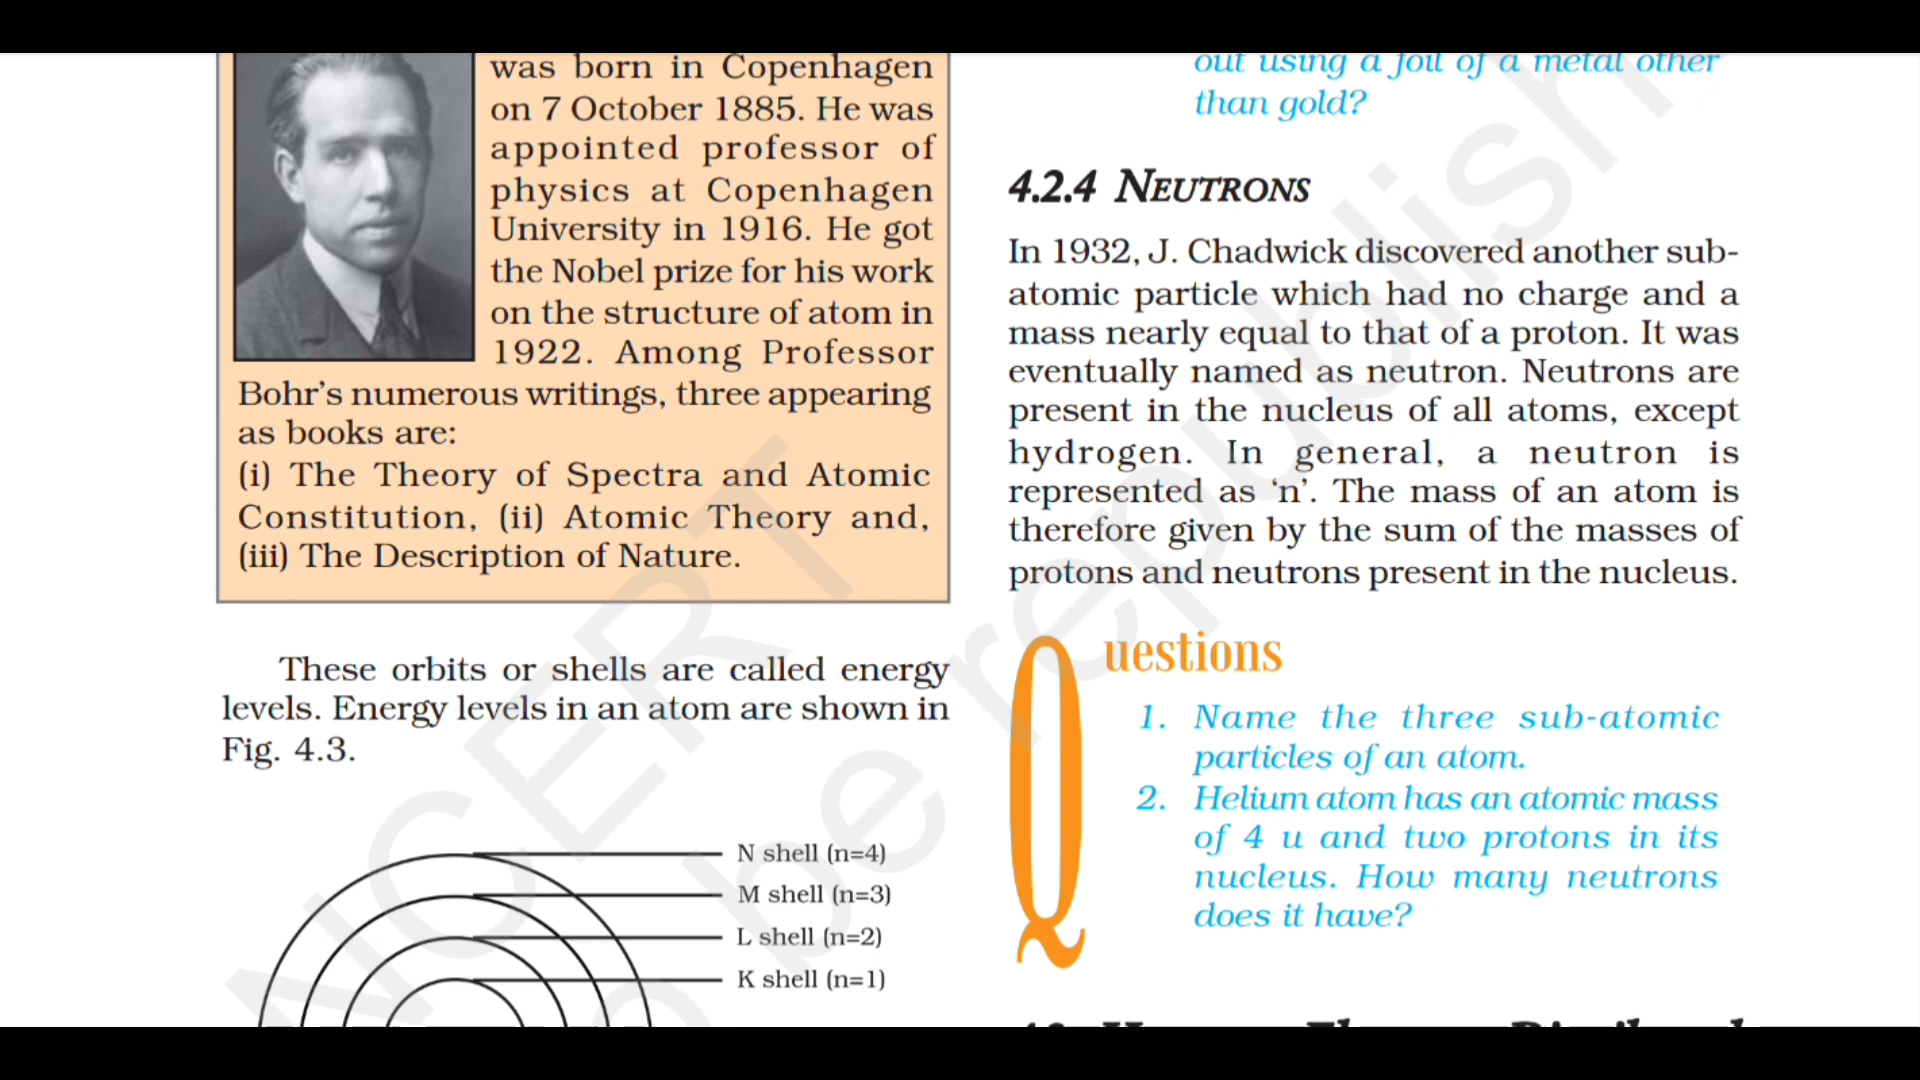 was born in Copenhagen
on 7 October 1885. He was
appointed professor of
physics at Copenhagen
University in 1916. He got
the Nobel prize for his work
on the structure of atom in
1922. Among Professor
Bohr's numerous writings, three appearing
as books are:
(i) The Theory of Spectra and Atomic
Constitution, (ii) Atomic Theory and,
(iii) The Description of Nature.
These orbits or shells are called energy
levels. Energy levels in an atom are shown in
Fig. 4.3.
N shell (n=4)
M shell (n=3)
L shell (n=2)
K shell (n=1)
out using a foil of a metal other
than gold?
4.2.4 NEUTRONS
In 1932, J. Chadwick discovered another sub-
atomic particle which had no charge and a
mass nearly equal to that of a proton. It was
eventually named as neutron. Neutrons are
present in the nucleus of all atoms, except
hydrogen. In general, a neutron is
represented as ‘n’. The mass of an atom is
therefore given by the sum of the masses of
protons and neutrons present in the nucleus.
Questions
1. Name the three sub-atomic
particles of an atom.
2. Helium atom has an atomic mass
of 4 u and two protons in its
nucleus. How many neutrons
does it have?
NCERT
be republish